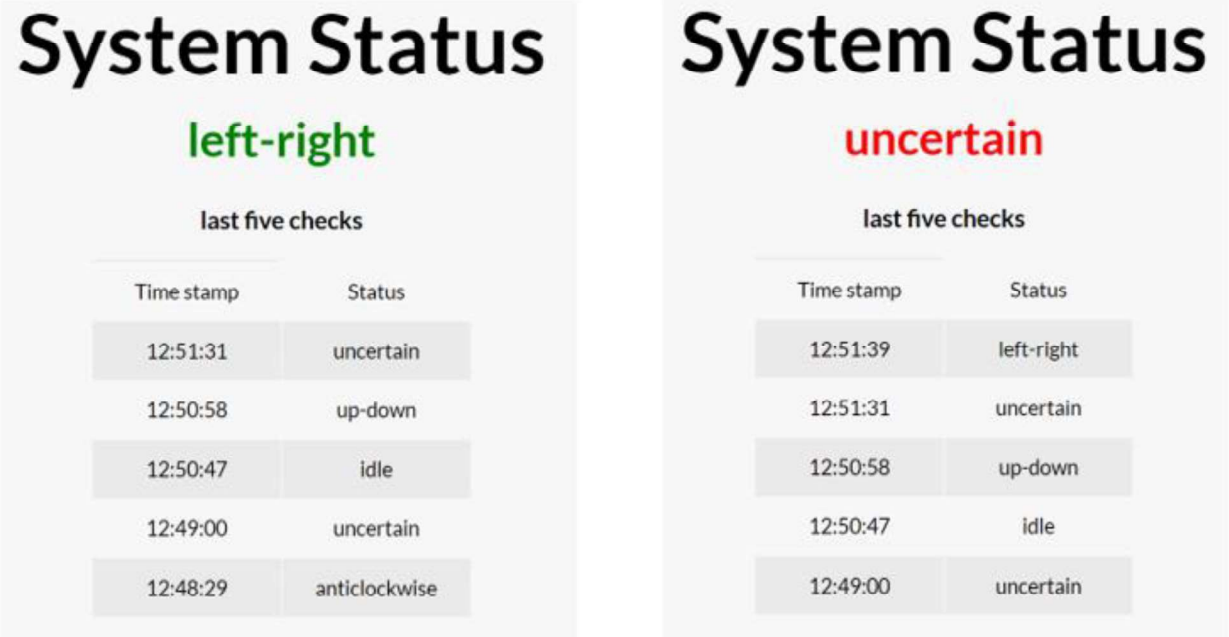 System Status
left-right
last five checks
Time stamp Status
12:51:31 uncertain
12:50:58 up-down
12:50:47 idle
12:49:00 uncertain
12:48:29 anticlockwise
System Status
uncertain
last five checks
Time stamp Status
12:51:39 left-right
12:51:31 uncertain
12:50:58 up-down
12:50:47 idle
12:49:00 uncertain